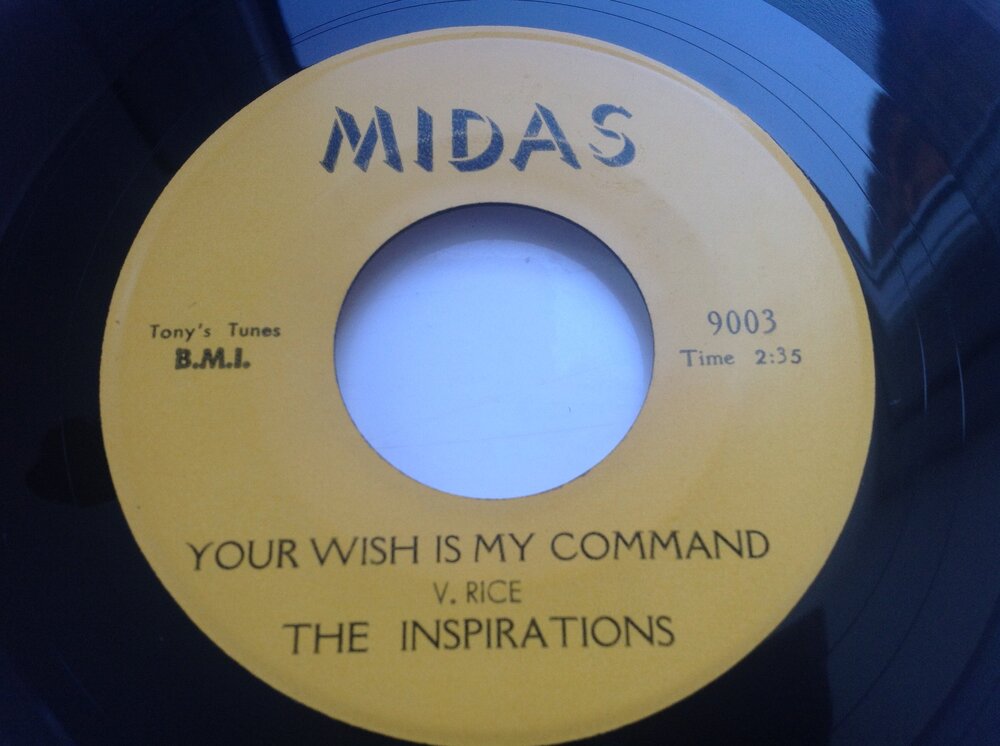 MIDAS
Tony's Tunes
B.M.I.
9003
Time 2:35
YOUR WISH IS MY COMMAND
V. RICE
THE INSPIRATIONS